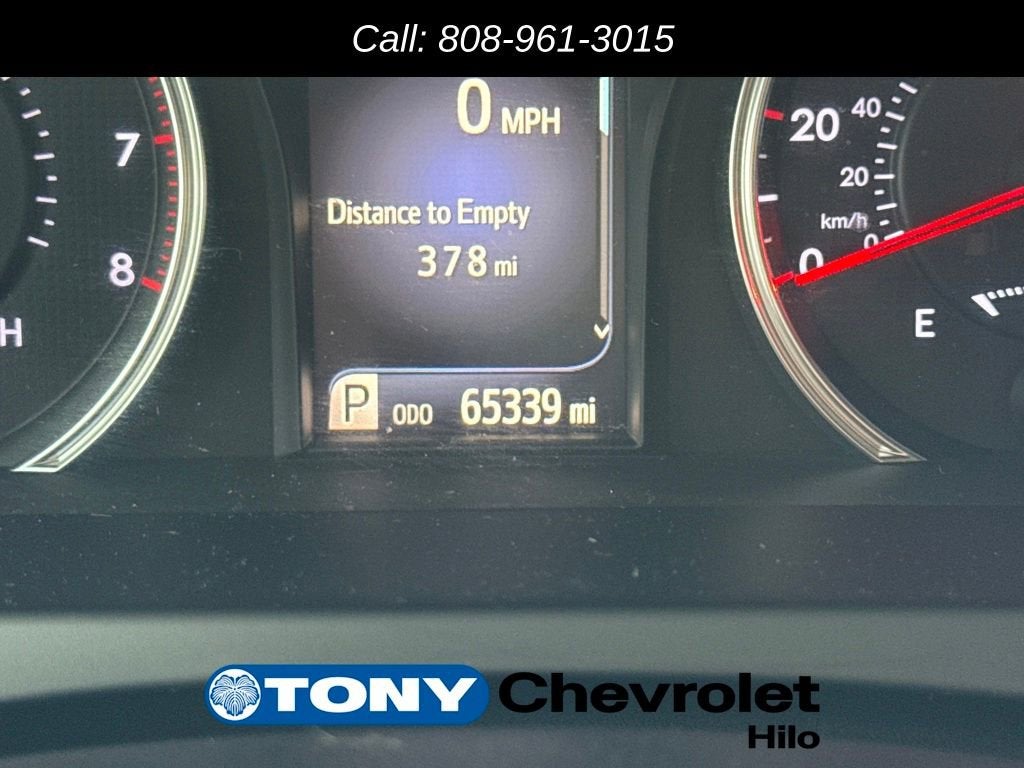 Call: 808-961-3015
0 MPH
20
40
20
km/h
0
0
7
Distance to Empty
378 mi
8
H
E
P ODO 65339 mi
TONY Chevrolet
Hilo